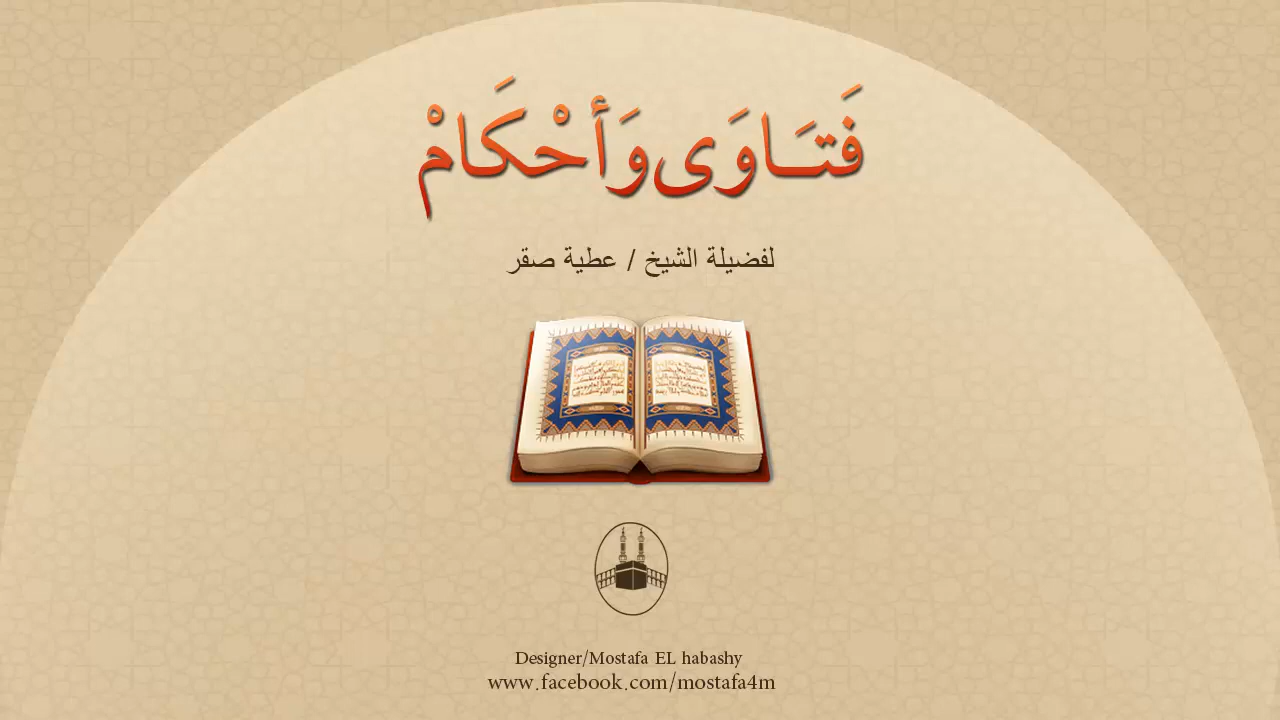 فَتَاوَى وَأَحْكَامْ
لفضيلة الشيخ / عطية صقر
Designer/Mostafa EL habashy
www.facebook.com/mostafa4m